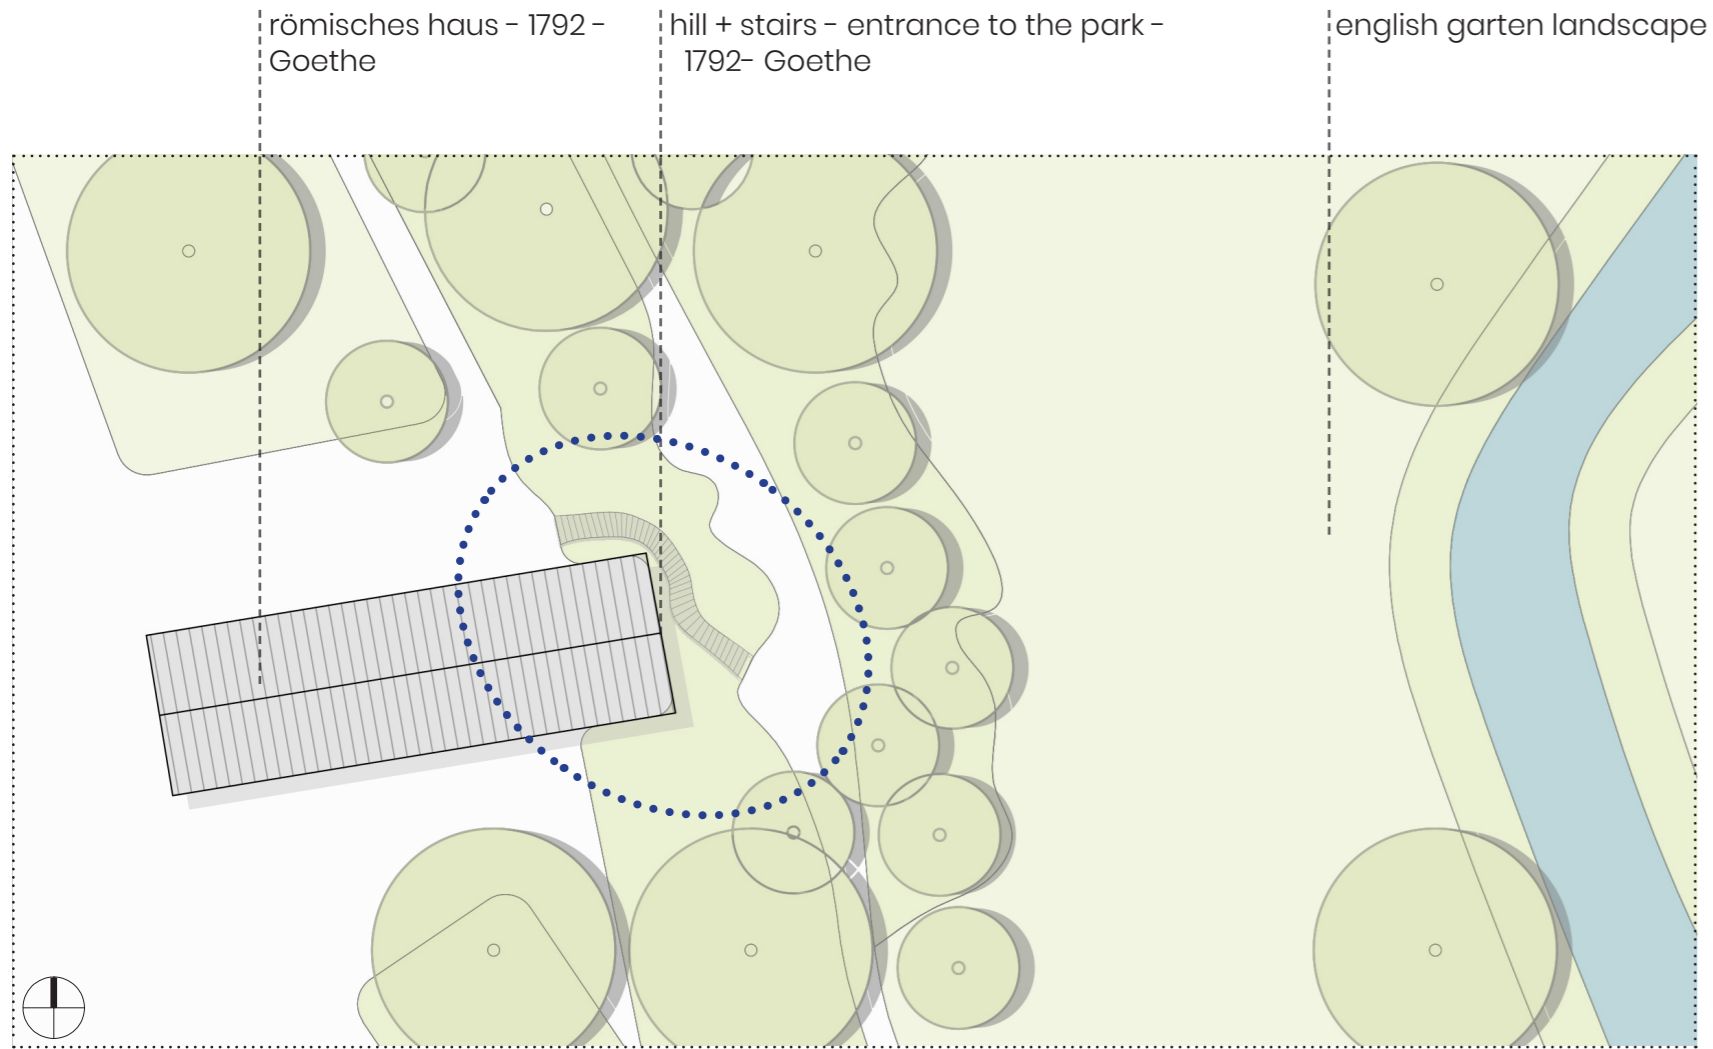 römisches haus - 1792 -
Goethe
hill + stairs - entrance to the park -
1792- Goethe
english garten landscape